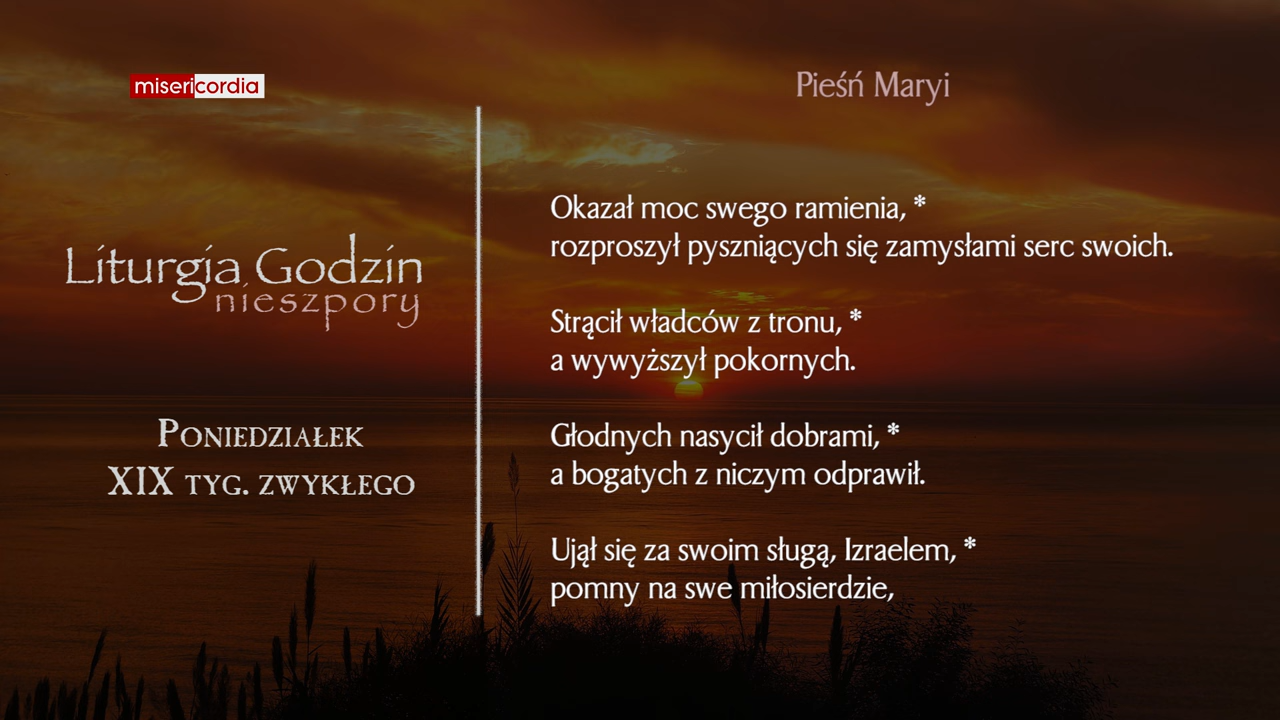 misericordia
Liturgia Godzin
nieszpory
Poniedziałek
XIX tyg. zwykłego
Pieśń Maryi
Okazał moc swego ramienia, *
rozproszył pyszniących się zamysłami serc swoich.
Strącił władców z tronu, *
a wywyższył pokornych.
Głodnych nasycił dobrami, *
a bogatych z niczym odprawił.
Ujął się za swoim sługą, Izraelem, *
pomny na swe miłosierdzie,